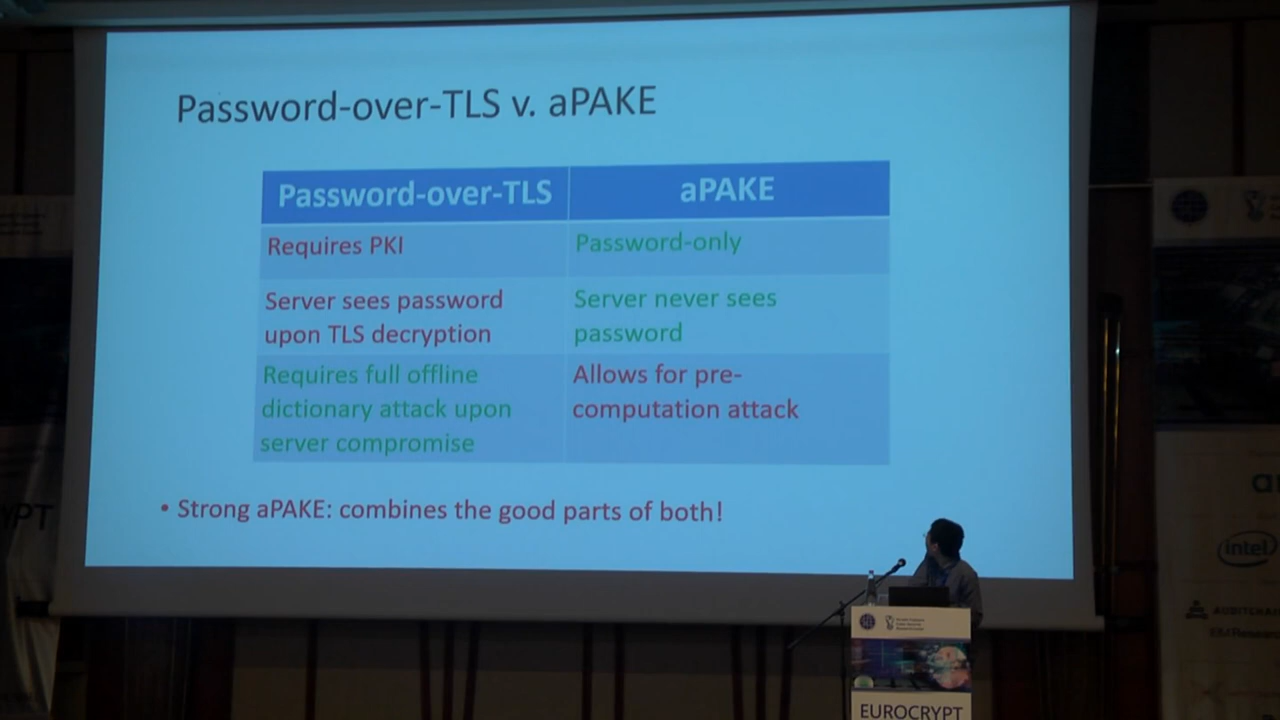 Password-over-TLS v. aPAKE
Password-over-TLS
aPAKE
Requires PKI
Password-only
Server sees password
upon TLS decryption
Server never sees
password
Requires full offline
dictionary attack upon
server compromise
Allows for pre-
computation attack
• Strong aPAKE: combines the good parts of both!
intel
EUROCRYPT